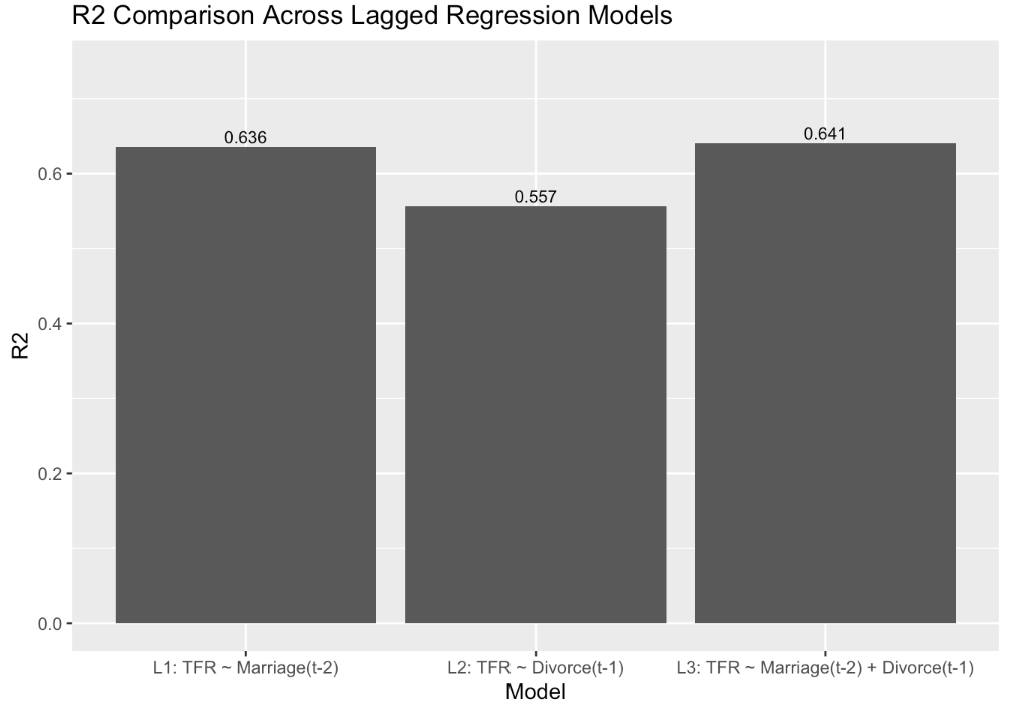 R2 Comparison Across Lagged Regression Models
0.636
0.557
0.641
R2
0.6
0.4
0.2
0.0
L1: TFR ~ Marriage(t-2)
L2: TFR ~ Divorce(t-1)
L3: TFR ~ Marriage(t-2) + Divorce(t-1)
Model